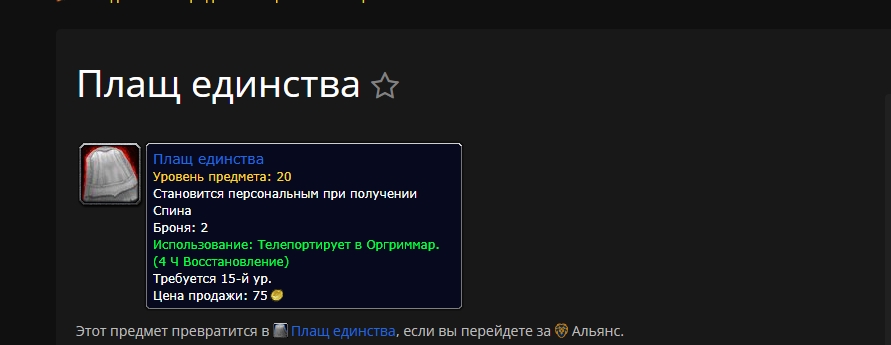 Плащ единства
Плащ единства
Уровень предмета: 20
Становится персональным при получении
Спина
Броня: 2
Использование: Телепортирует в Оргриммар.
(4 Ч Восстановление)
Требуется 15-й ур.
Цена продажи: 75
Этот предмет превратится в Плащ единства, если вы перейдете за Альянс.